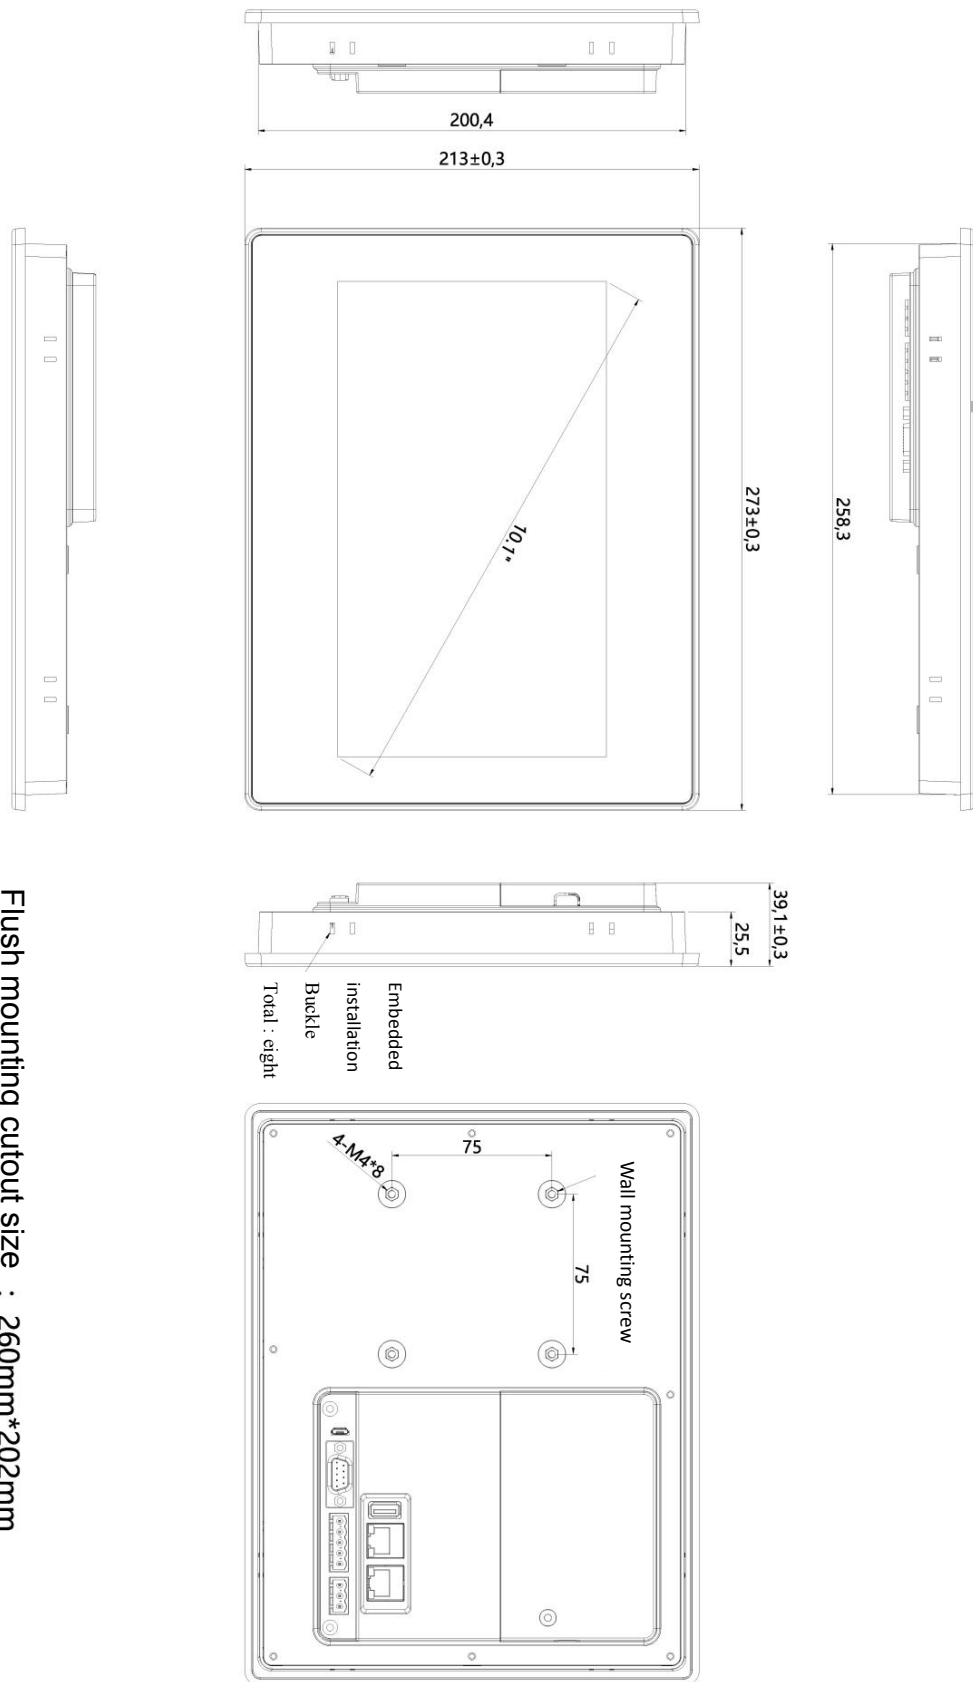 200,4
213±0,3
10.1"
273±0,3
258,3
39,1±0,3
25,5
Embedded
installation
Buckle
Total : eight
4-M4*8
75
75
Wall mounting screw
Flush mounting cutout size : 260mm*202mm